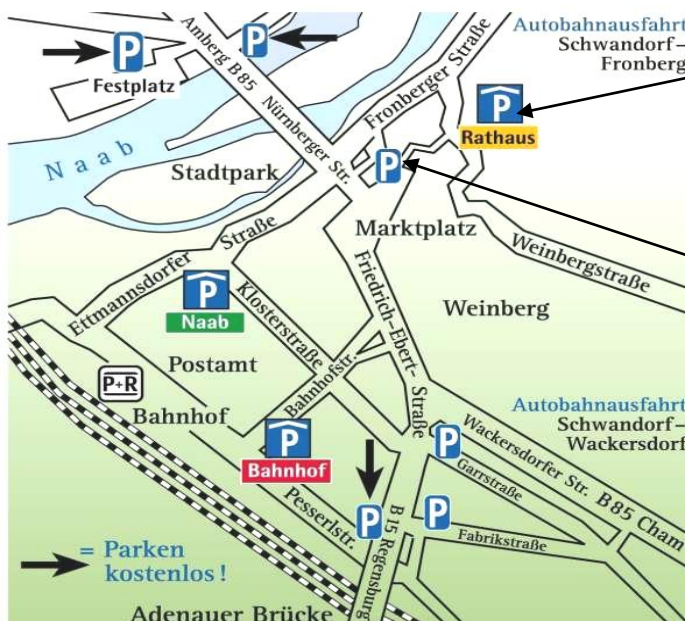 Autobahnausfahrt
Schwandorf–
Fronberg
P
P
Festplatz
Amberg B85
Nürnberger Str.
Fronberger Straße
P
Rathaus
Naab
Stadtpark
P
Marktplatz
Weinbergstraße
Ettmannsdorfer Straße
P
Naab
Klosterstraße
Friedrich-Ebert-Straße
Weinberg
Postamt
Bahnhofstr.
P+R
Bahnhof
P
Bahnhof
Autobahnausfahrt
Schwandorf–
Wackersdorf
P
Wackersdorfer Str.
B85 Cham
Garrstraße
P
P
Fabrikstraße
Pesserlstr.
B15 Regensburg
= Parken
kostenlos!
Adenauer Brücke